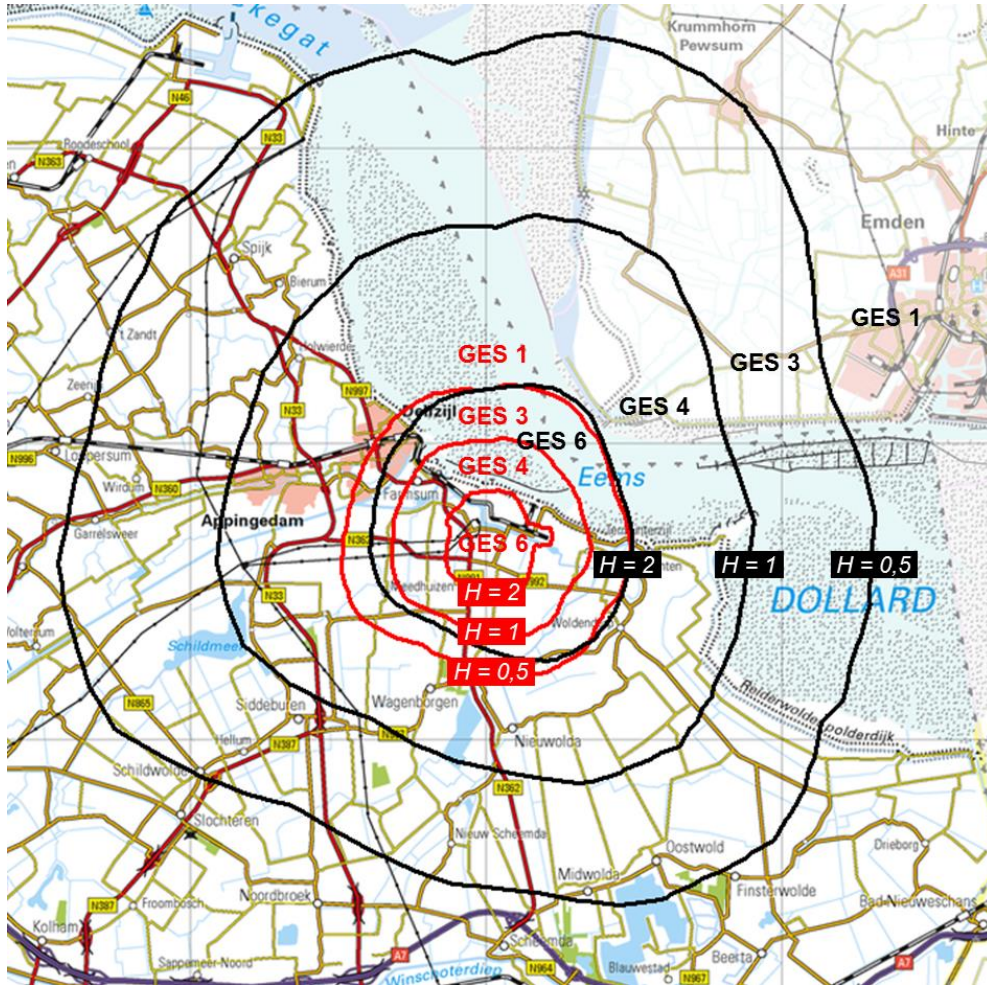 Krummhorn
Pewsum
N46
N33
Hinte
Roodeschool
N363
Emden
Spijk
A31
Bierum
GES 1
't Zandt
Holwierde
GES 1
GES 3
Zeerijp
N997
GES 4
N33
Delfzijl
GES 3
GES 6
N996
Loppersum
GES 4
Eems
Wirdum
N360
Farmsum
Appingedam
Garrelsweer
N362
GES 6
H = 2
H = 1
H = 0,5
N991
N992
Meedhuizen
N33
H = 2
DOLLARD
Woldendorp
H = 1
Schildmeer
H = 0,5
Wagenborgen
N865
Siddeburen
Reiderwolderpolderdijk
N387
Nieuwolda
Hellum
Schildwolde
N362
Slochteren
Nieuw Scheemda
Oostwold
Drieborg
Midwolda
Finsterwolde
Noordbroek
N387
Froombosch
Bad-Nieuweschans
Kolham
Scheemda
A7
Sappemeer-Noord
Winschoterdiep
N964
Blauwestad
N967
Beerta
A7